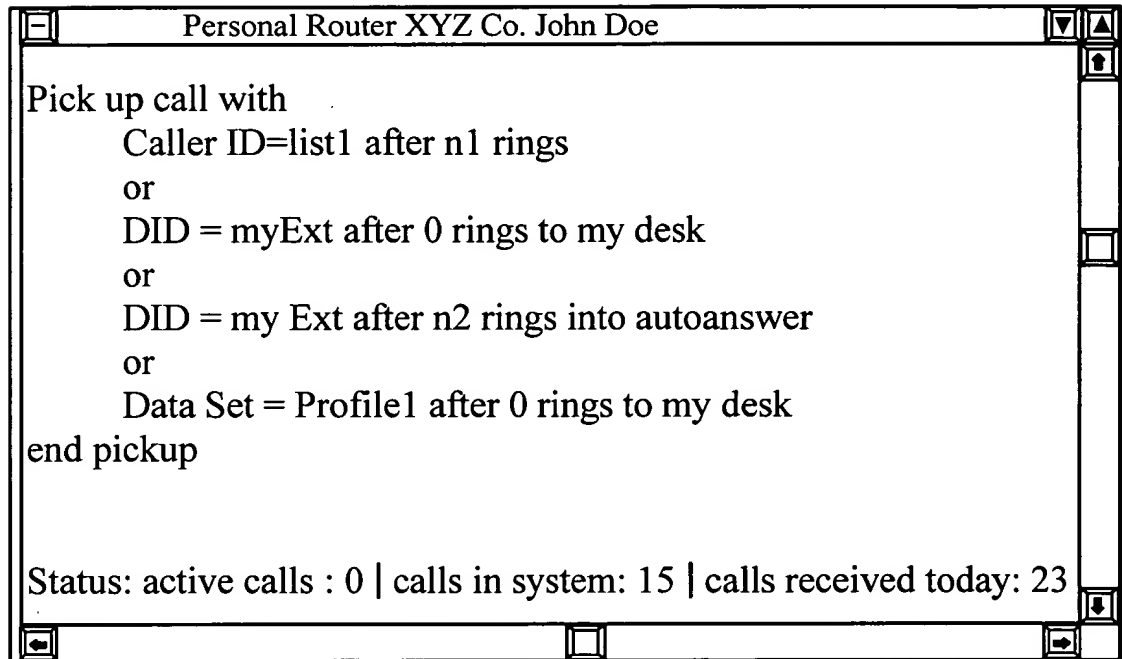 Personal Router XYZ Co. John Doe
Pick up call with
Caller ID=list1 after n1 rings
or
DID = myExt after 0 rings to my desk
or
DID = my Ext after n2 rings into autoanswer
or
Data Set = Profile1 after 0 rings to my desk
end pickup
Status: active calls : 0 | calls in system: 15 | calls received today: 23